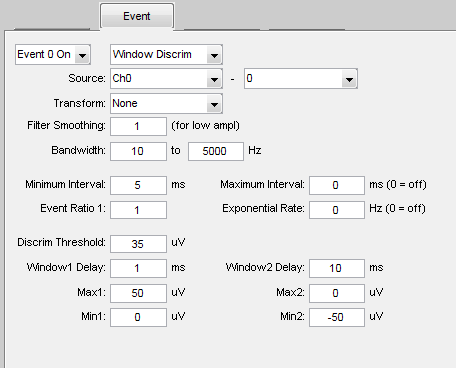 Event
Event 0 On Window Discrim
Source: Ch0 - 0
Transform: None
Filter Smoothing: 1 (for low ampl)
Bandwidth: 10 to 5000 Hz
Minimum Interval: 5 ms Maximum Interval: 0 ms (0 = off)
Event Ratio 1: 1 Exponential Rate: 0 Hz (0 = off)
Discrim Threshold: 35 uV
Window1 Delay: 1 ms Window2 Delay: 10 ms
Max1: 50 uV Max2: 0 uV
Min1: 0 uV Min2: -50 uV